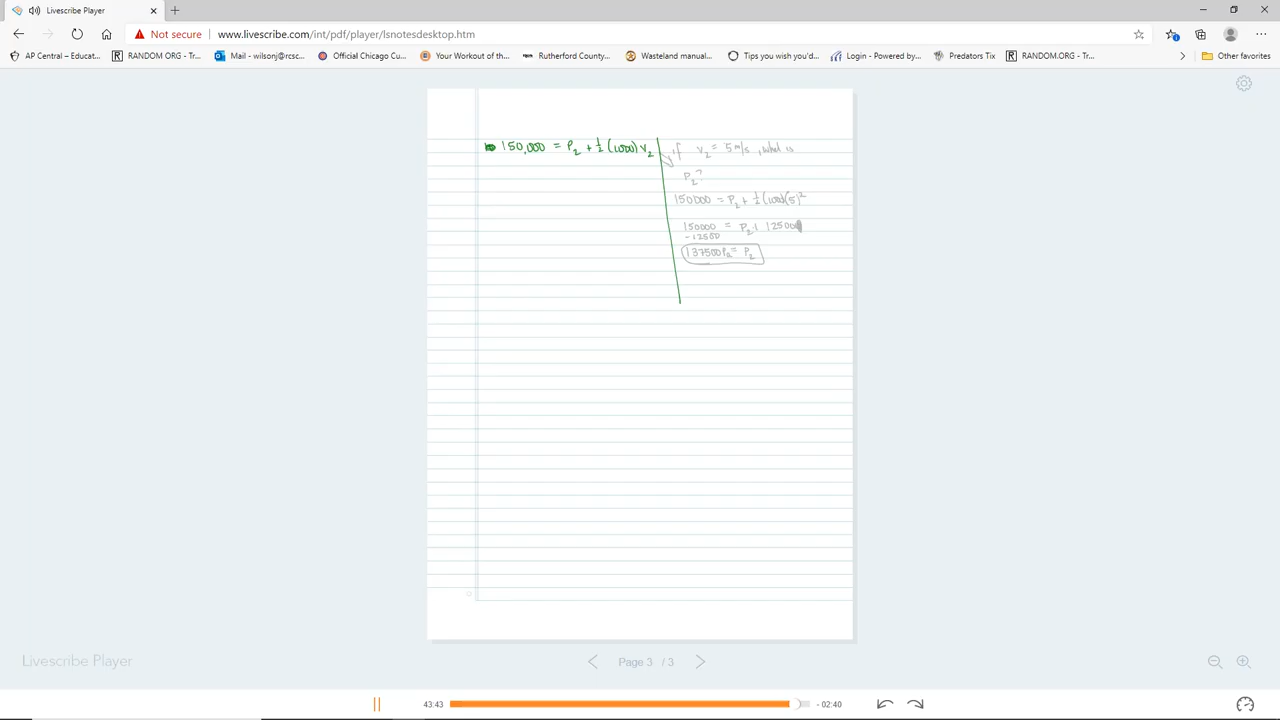 Livescribe Player
Not secure www.livescribe.com/int/pdf/player/lsnotesdesktop.htm
AP Central – Educat... RANDOM.ORG - Tr... Mail - wilsonj@rcsc... Official Chicago Cu... Your Workout of th... Rutherford County... Wasteland manual... Tips you wish you'd... Login - Powered by... Predators Tix RANDOM.ORG - Tr... Other favorites
150,000 = P₂ + ½ (1000) v₂
if v₂ = 5 m/s, what is
P₂?
150000 = P₂ + ½ (1000)(5)²
150000 = P₂ + 12500
-12500
137500 Pa = P₂
Livescribe Player
Page 3 / 3
43:43 - 02:40